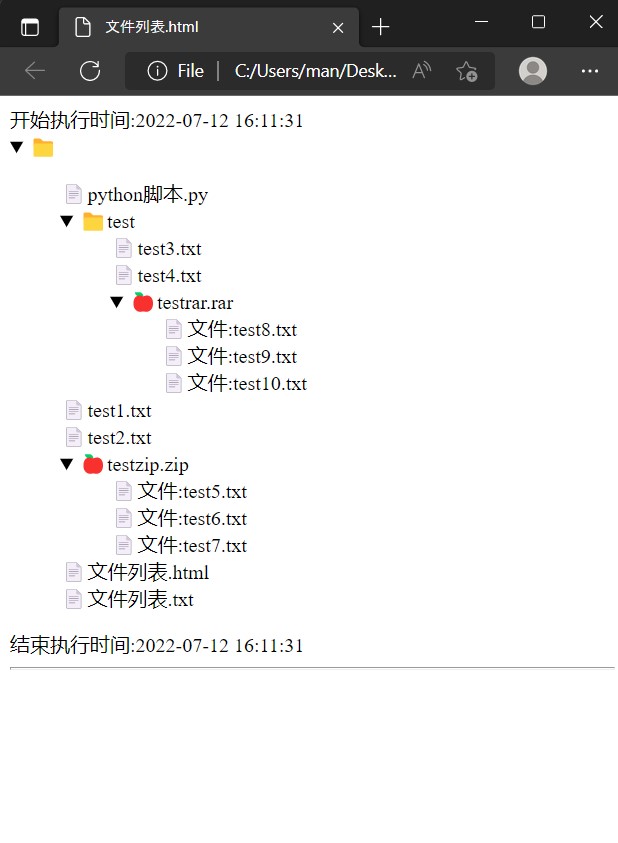 文件列表.html
File
C:/Users/man/Desk...
开始执行时间:2022-07-12 16:11:31
python脚本.py
test
test3.txt
test4.txt
testrar.rar
文件:test8.txt
文件:test9.txt
文件:test10.txt
test1.txt
test2.txt
testzip.zip
文件:test5.txt
文件:test6.txt
文件:test7.txt
文件列表.html
文件列表.txt
结束执行时间:2022-07-12 16:11:31